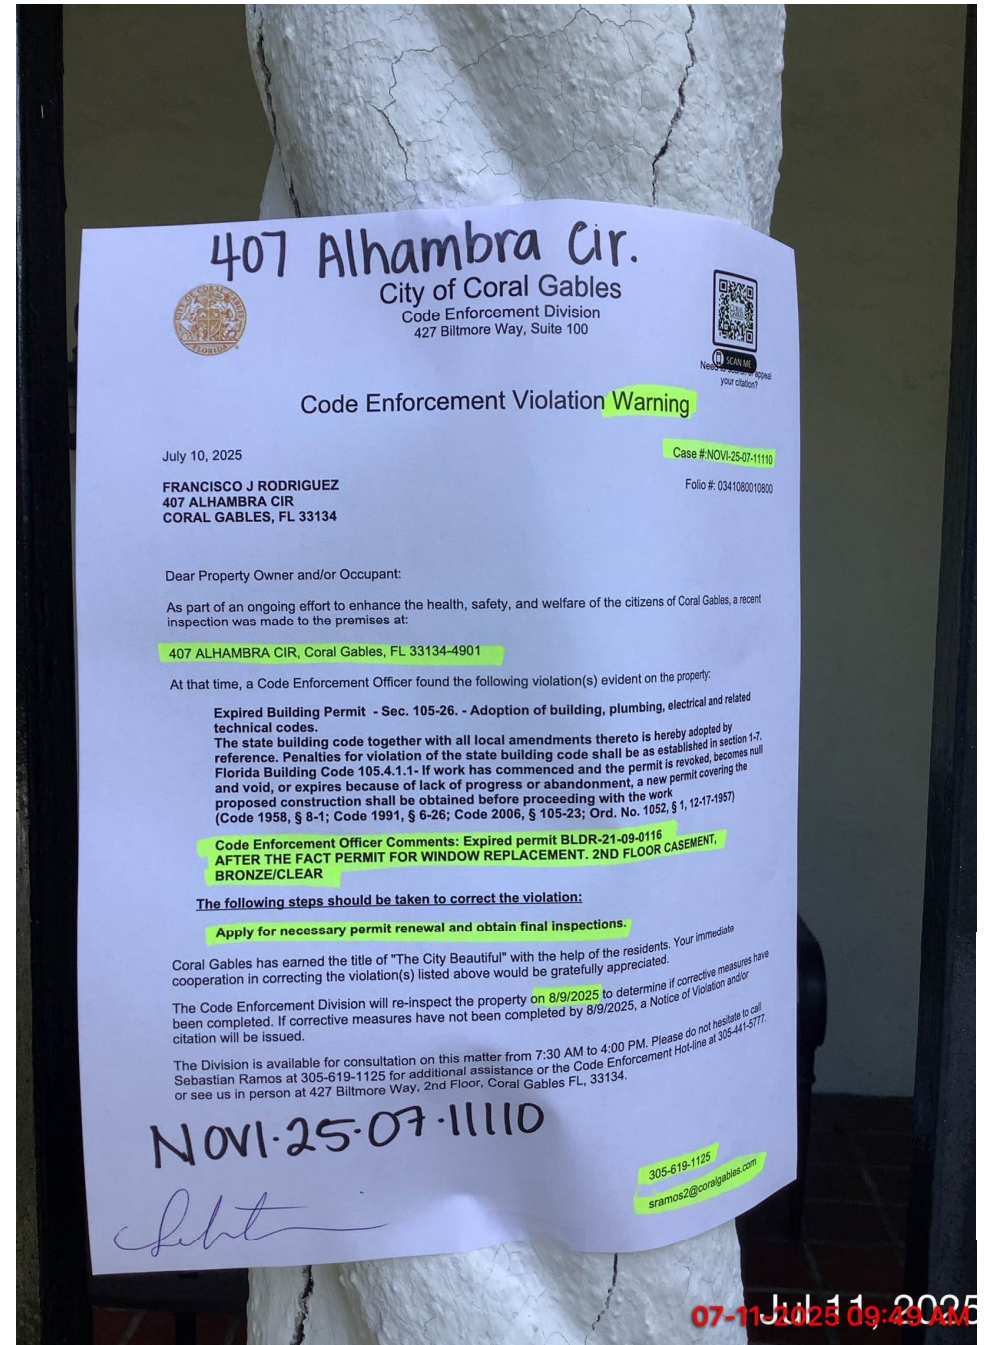 407 Alhambra Cir.
City of Coral Gables
Code Enforcement Division
427 Biltmore Way, Suite 100
CITY OF CORAL GABLES
FLORIDA
SCAN ME
Need to or appeal
your citation?
Code Enforcement Violation Warning
July 10, 2025
Case #:NOVI-25-07-11110
FRANCISCO J RODRIGUEZ
407 ALHAMBRA CIR
CORAL GABLES, FL 33134
Folio #: 0341080010800
Dear Property Owner and/or Occupant:
As part of an ongoing effort to enhance the health, safety, and welfare of the citizens of Coral Gables, a recent
inspection was made to the premises at:
407 ALHAMBRA CIR, Coral Gables, FL 33134-4901
At that time, a Code Enforcement Officer found the following violation(s) evident on the property:
Expired Building Permit - Sec. 105-26. - Adoption of building, plumbing, electrical and related
technical codes.
The state building code together with all local amendments thereto is hereby adopted by
reference. Penalties for violation of the state building code shall be as established in section 1-7.
Florida Building Code 105.4.1.1- If work has commenced and the permit is revoked, becomes null
and void, or expires because of lack of progress or abandonment, a new permit covering the
proposed construction shall be obtained before proceeding with the work
(Code 1958, § 8-1; Code 1991, § 6-26; Code 2006, § 105-23; Ord. No. 1052, § 1, 12-17-1957)
Code Enforcement Officer Comments: Expired permit BLDR-21-09-0116
AFTER THE FACT PERMIT FOR WINDOW REPLACEMENT. 2ND FLOOR CASEMENT,
BRONZE/CLEAR
The following steps should be taken to correct the violation:
Apply for necessary permit renewal and obtain final inspections.
Coral Gables has earned the title of "The City Beautiful" with the help of the residents. Your immediate
cooperation in correcting the violation(s) listed above would be gratefully appreciated.
The Code Enforcement Division will re-inspect the property on 8/9/2025 to determine if corrective measures have
been completed. If corrective measures have not been completed by 8/9/2025, a Notice of Violation and/or
citation will be issued.
The Division is available for consultation on this matter from 7:30 AM to 4:00 PM. Please do not hesitate to call
Sebastian Ramos at 305-619-1125 for additional assistance or the Code Enforcement Hot-line at 305-441-5777.
or see us in person at 427 Biltmore Way, 2nd Floor, Coral Gables FL, 33134.
NOVI-25-07-11110
305-619-1125
sramos2@coralgables.com
Jul 11, 2025
07-11-2025 09:49 AM